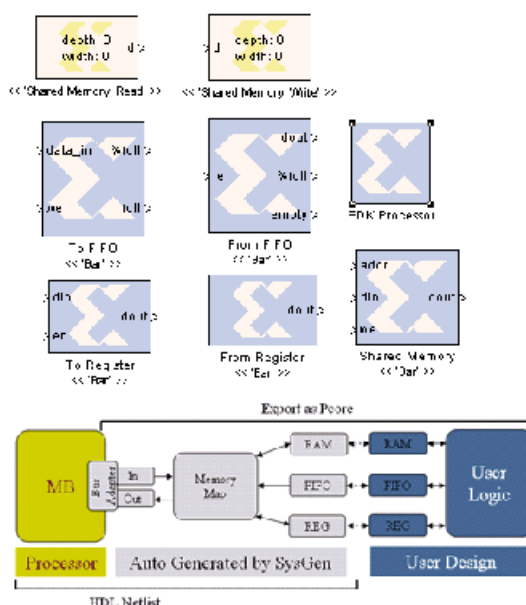 depth: 0
width: 0
d
<< 'Shared Memory' Read >>
d
depth: 0
width: 0
<< 'Shared Memory' Write' >>
data_in
%full
we
full
To FIFO
<< 'Bar' >>
dout
%full
empty
From FIFO
<< 'Bar' >>
EDK Processor
din
en
dout
To Register
<< 'Bar' >>
dout
From Register
<< 'Bar' >>
addr
din
we
dout
Shared Memory
<< 'Bar' >>
Export as Pcore
MB
Bus Adapter
In
Out
Memory Map
RAM
FIFO
REG
RAM
FIFO
REG
User Logic
Processor
Auto Generated by SysGen
User Design
HDL Netlist